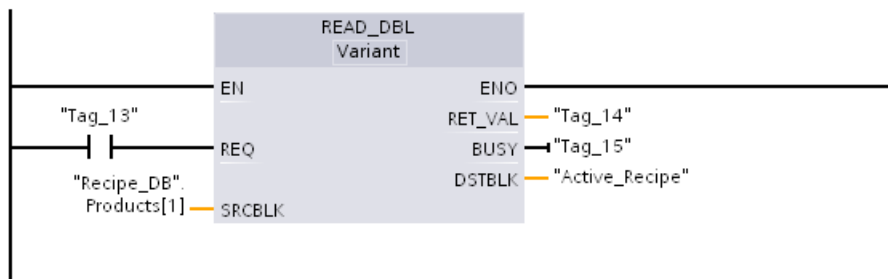 READ_DBL
Variant
EN
ENO
"Tag_13"
RET_VAL
"Tag_14"
REQ
BUSY
"Tag_15"
"Recipe_DB".
Products[1]
DSTBLK
"Active_Recipe"
SRCBLK